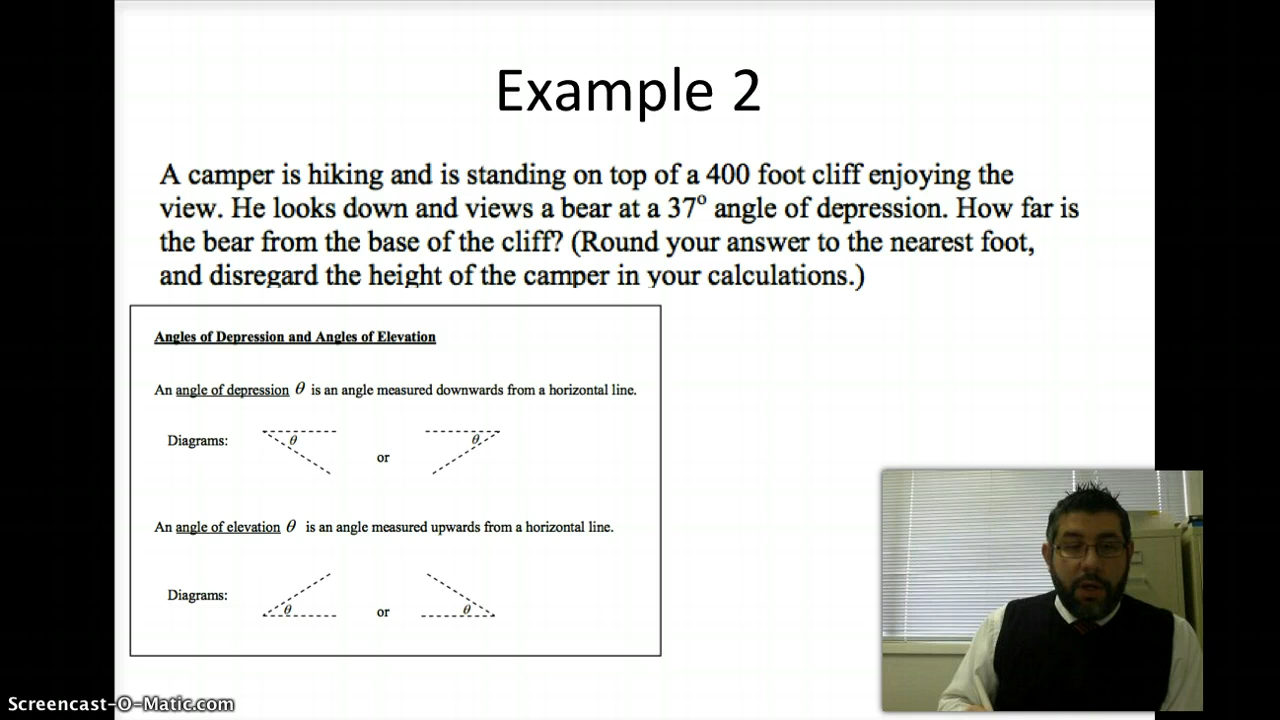 Example 2
A camper is hiking and is standing on top of a 400 foot cliff enjoying the
view. He looks down and views a bear at a 37° angle of depression. How far is
the bear from the base of the cliff? (Round your answer to the nearest foot,
and disregard the height of the camper in your calculations.)
Angles of Depression and Angles of Elevation
An angle of depression θ is an angle measured downwards from a horizontal line.
Diagrams: θ or θ
An angle of elevation θ is an angle measured upwards from a horizontal line.
Diagrams: θ or θ
Screencast-O-Matic.com